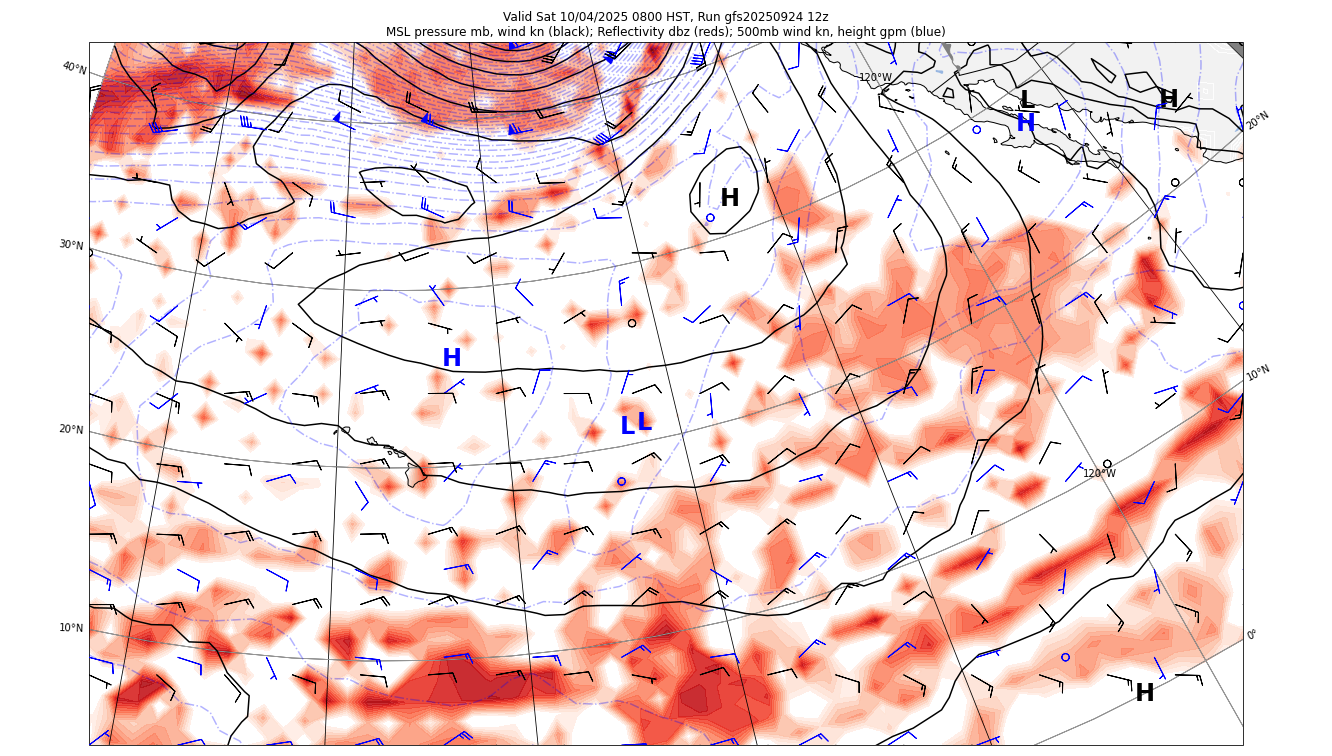 Valid Sat 10/04/2025 0800 HST, Run gfs20250924 12z
MSL pressure mb, wind kn (black); Reflectivity dbz (reds); 500mb wind kn, height gpm (blue)
40°N
120°W
L
H
H
20°N
H
30°N
H
10°N
L L
20°N
120°W
10°N
0°
H